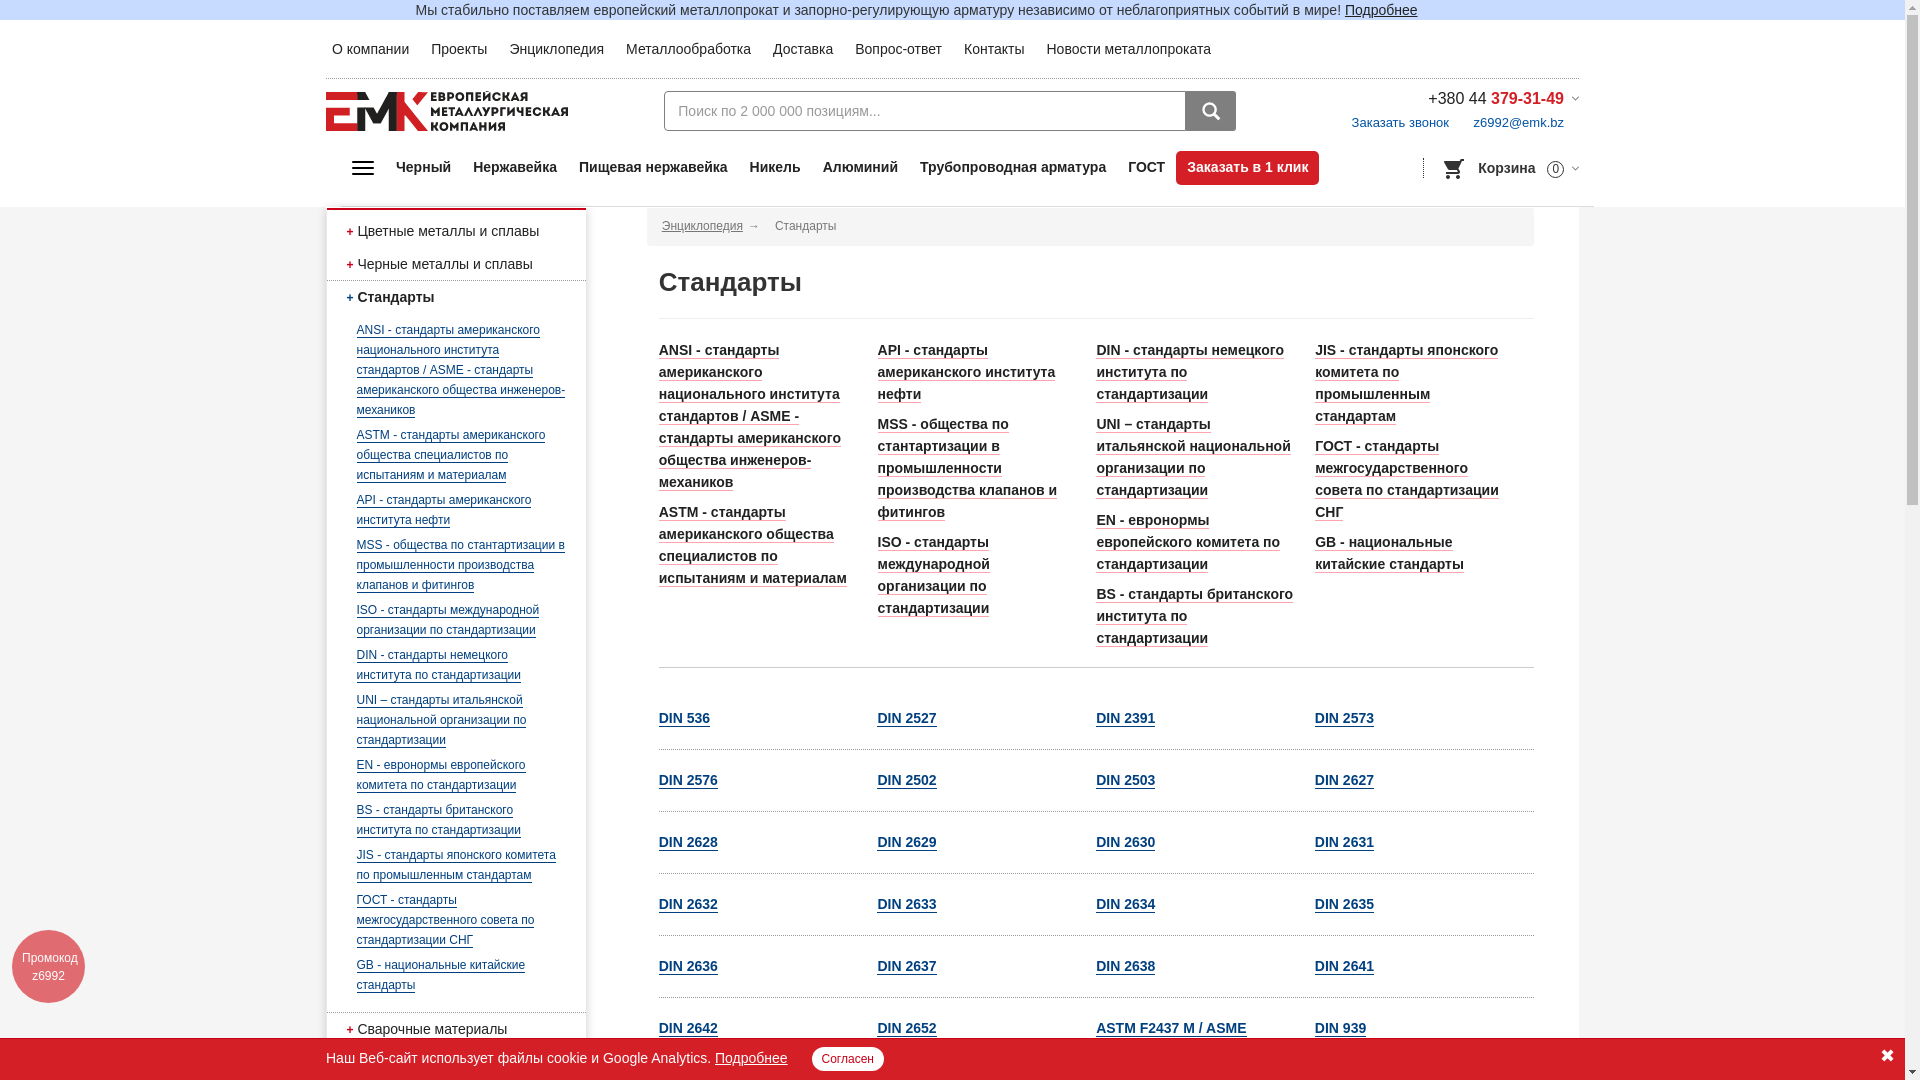 Мы стабильно поставляем европейский металлопрокат и запорно-регулирующую арматуру независимо от неблагоприятных событий в мире! Подробнее
О компании Проекты Энциклопедия Металлообработка Доставка Вопрос-ответ Контакты Новости металлопроката
ЕМК ЕВРОПЕЙСКАЯ
МЕТАЛЛУРГИЧЕСКАЯ
КОМПАНИЯ
Поиск по 2 000 000 позициям...
+380 44 379-31-49
Заказать звонок z6992@emk.bz
Черный Нержавейка Пищевая нержавейка Никель Алюминий Трубопроводная арматура ГОСТ Заказать в 1 клик
Корзина 0
+ Цветные металлы и сплавы
+ Черные металлы и сплавы
+ Стандарты
ANSI - стандарты американского
национального института
стандартов / ASME - стандарты
американского общества инженеров-
механиков
ASTM - стандарты американского
общества специалистов по
испытаниям и материалам
API - стандарты американского
института нефти
MSS - общества по стантартизации в
промышленности производства
клапанов и фитингов
ISO - стандарты международной
организации по стандартизации
DIN - стандарты немецкого
института по стандартизации
UNI – стандарты итальянской
национальной организации по
стандартизации
EN - евронормы европейского
комитета по стандартизации
BS - стандарты британского
института по стандартизации
JIS - стандарты японского комитета
по промышленным стандартам
ГОСТ - стандарты
межгосударственного совета по
стандартизации СНГ
GB - национальные китайские
стандарты
+ Сварочные материалы
Энциклопедия → Стандарты
Стандарты
ANSI - стандарты
американского
национального института
стандартов / ASME -
стандарты американского
общества инженеров-
механиков
ASTM - стандарты
американского общества
специалистов по
испытаниям и материалам
API - стандарты
американского института
нефти
MSS - общества по
стантартизации в
промышленности
производства клапанов и
фитингов
ISO - стандарты
международной
организации по
стандартизации
DIN - стандарты немецкого
института по
стандартизации
UNI – стандарты
итальянской национальной
организации по
стандартизации
EN - евронормы
европейского комитета по
стандартизации
BS - стандарты британского
института по
стандартизации
JIS - стандарты японского
комитета по
промышленным
стандартам
ГОСТ - стандарты
межгосударственного
совета по стандартизации
СНГ
GB - национальные
китайские стандарты
DIN 536 DIN 2527 DIN 2391 DIN 2573
DIN 2576 DIN 2502 DIN 2503 DIN 2627
DIN 2628 DIN 2629 DIN 2630 DIN 2631
DIN 2632 DIN 2633 DIN 2634 DIN 2635
DIN 2636 DIN 2637 DIN 2638 DIN 2641
DIN 2642 DIN 2652 ASTM F2437 M / ASME DIN 939
Промокод
z6992
Наш Веб-сайт использует файлы cookie и Google Analytics. Подробнее Согласен